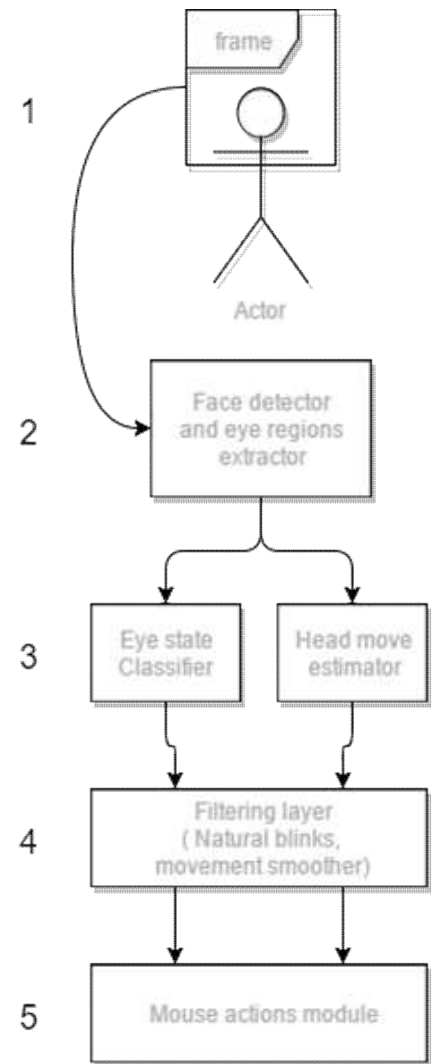 frame
1
Actor
Face detector
2
and eye regions
extractor
Eye state
Classifier
Head move
estimator
3
Filtering layer
( Natural blinks,
movement smoother)
4
Mouse actions module
5